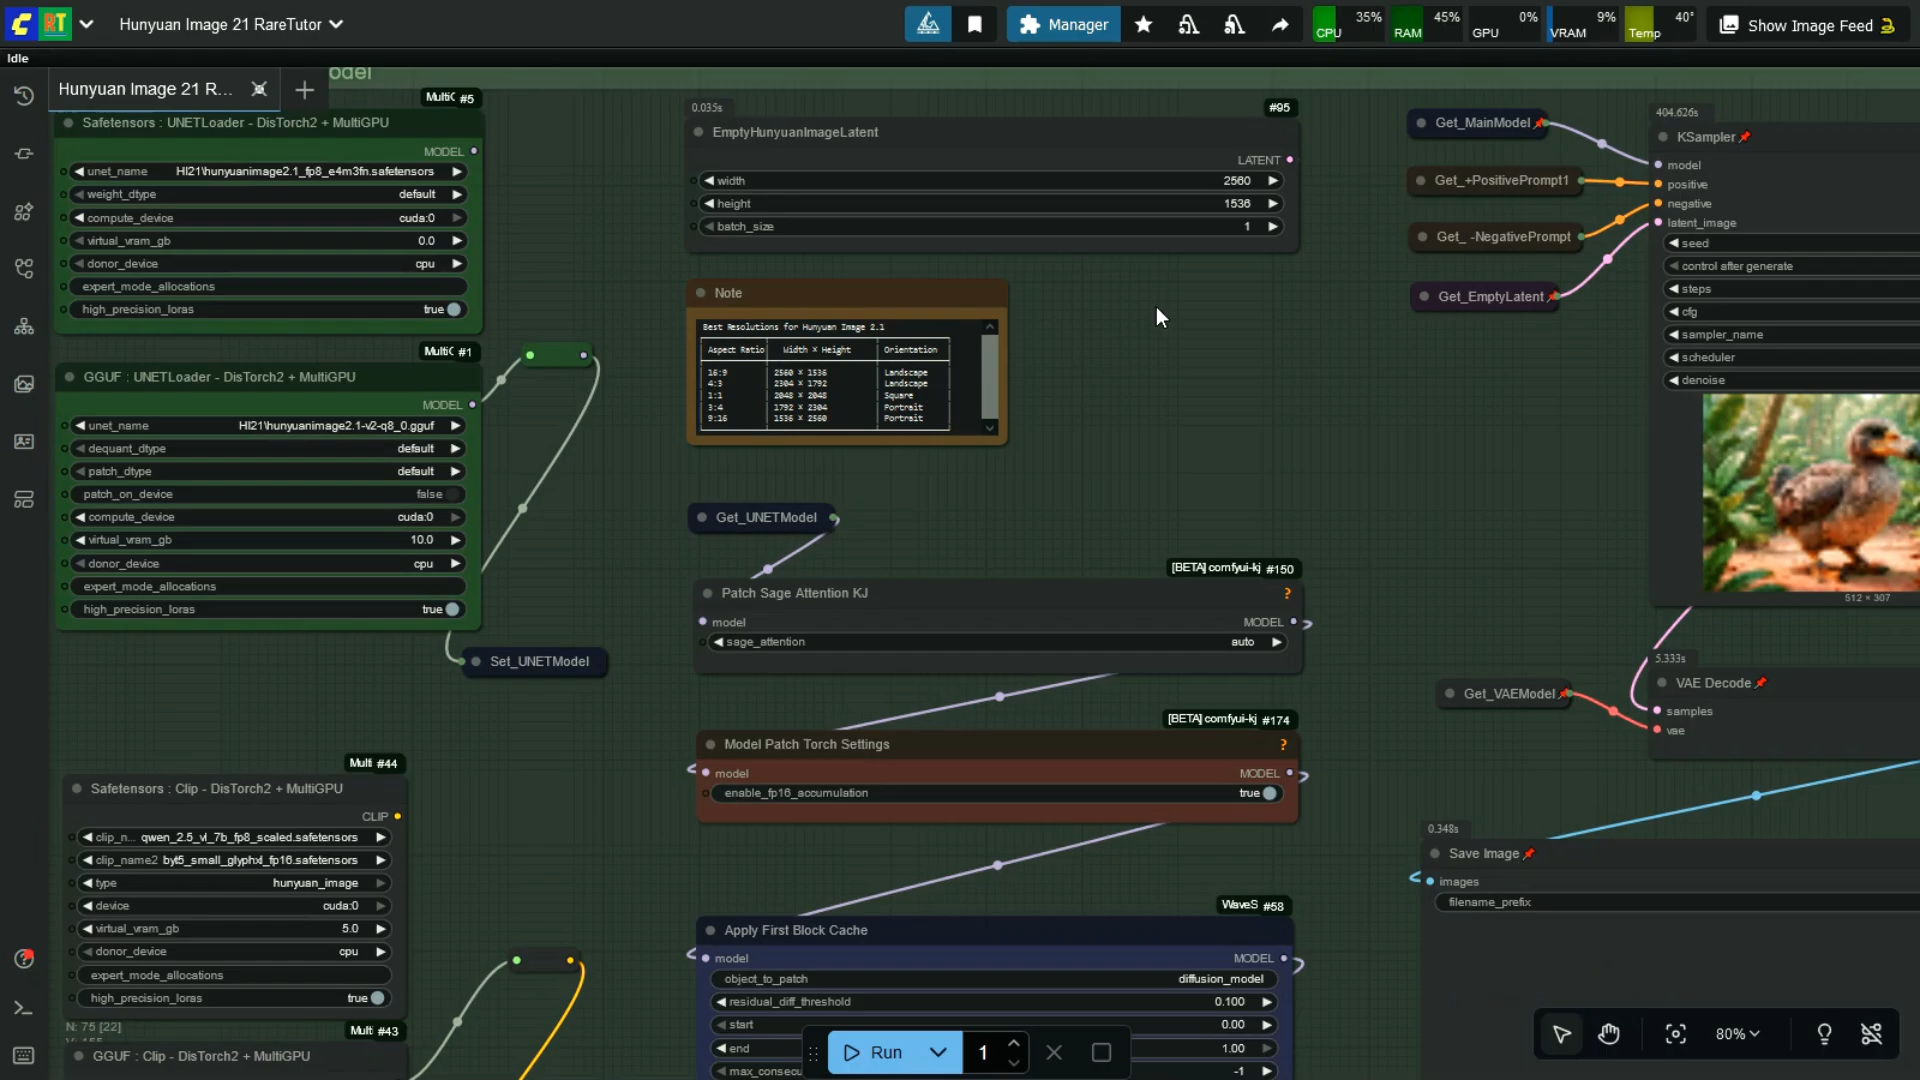 RT
Hunyuan Image 21 RareTutor
Manager
35%
CPU
45%
RAM
0%
GPU
9%
VRAM
40°
Temp
Show Image Feed
Idle
Hunyuan Image 21 R...
odel
#5
Safetensors : UNETLoader - DisTorch2 + MultiGPU
MODEL
unet_name HI21\hunyuanimage2.1_fp8_e4m3fn.safetensors
weight_dtype default
compute_device cuda:0
virtual_vram_gb 0.0
donor_device cpu
expert_mode_allocations
high_precision_loras true
#1
GGUF : UNETLoader - DisTorch2 + MultiGPU
MODEL
unet_name HI21\hunyuanimage2.1-v2-q8_0.gguf
dequant_dtype default
patch_dtype default
patch_on_device false
compute_device cuda:0
virtual_vram_gb 10.0
donor_device cpu
expert_mode_allocations
high_precision_loras true
Set_UNETModel
Multi #44
Safetensors : Clip - DisTorch2 + MultiGPU
CLIP
clip_n... qwen_2.5_vl_7b_fp8_scaled.safetensors
clip_name2 byt5_small_glyphxl_fp16.safetensors
type hunyuan_image
device cuda:0
virtual_vram_gb 5.0
donor_device cpu
expert_mode_allocations
high_precision_loras true
N: 75 [22]
Multi #43
GGUF : Clip - DisTorch2 + MultiGPU
0.035s
#95
EmptyHunyuanImageLatent
LATENT
width 2560
height 1536
batch_size 1
Note
Best Resolutions for Hunyuan Image 2.1
Aspect Ratio Width × Height Orientation
16:9 2560 × 1536 Landscape
4:3 2304 × 1792 Landscape
1:1 2048 × 2048 Square
3:4 1792 × 2304 Portrait
9:16 1536 × 2560 Portrait
Get_UNETModel
[BETA] comfyui-kj #150
Patch Sage Attention KJ ?
model MODEL
sage_attention auto
[BETA] comfyui-kj #174
Model Patch Torch Settings ?
model MODEL
enable_fp16_accumulation true
WaveS #58
Apply First Block Cache
model MODEL
object_to_patch diffusion_model
residual_diff_threshold 0.100
start 0.00
end 1.00
max_consecu -1
Run
1
Get_MainModel
Get_+PositivePrompt1
Get_ -NegativePrompt
Get_EmptyLatent
404.626s
KSampler
model
positive
negative
latent_image
seed
control after generate
steps
cfg
sampler_name
scheduler
denoise
512 × 307
Get_VAEModel
5.333s
VAE Decode
samples
vae
0.348s
Save Image
images
filename_prefix
80%